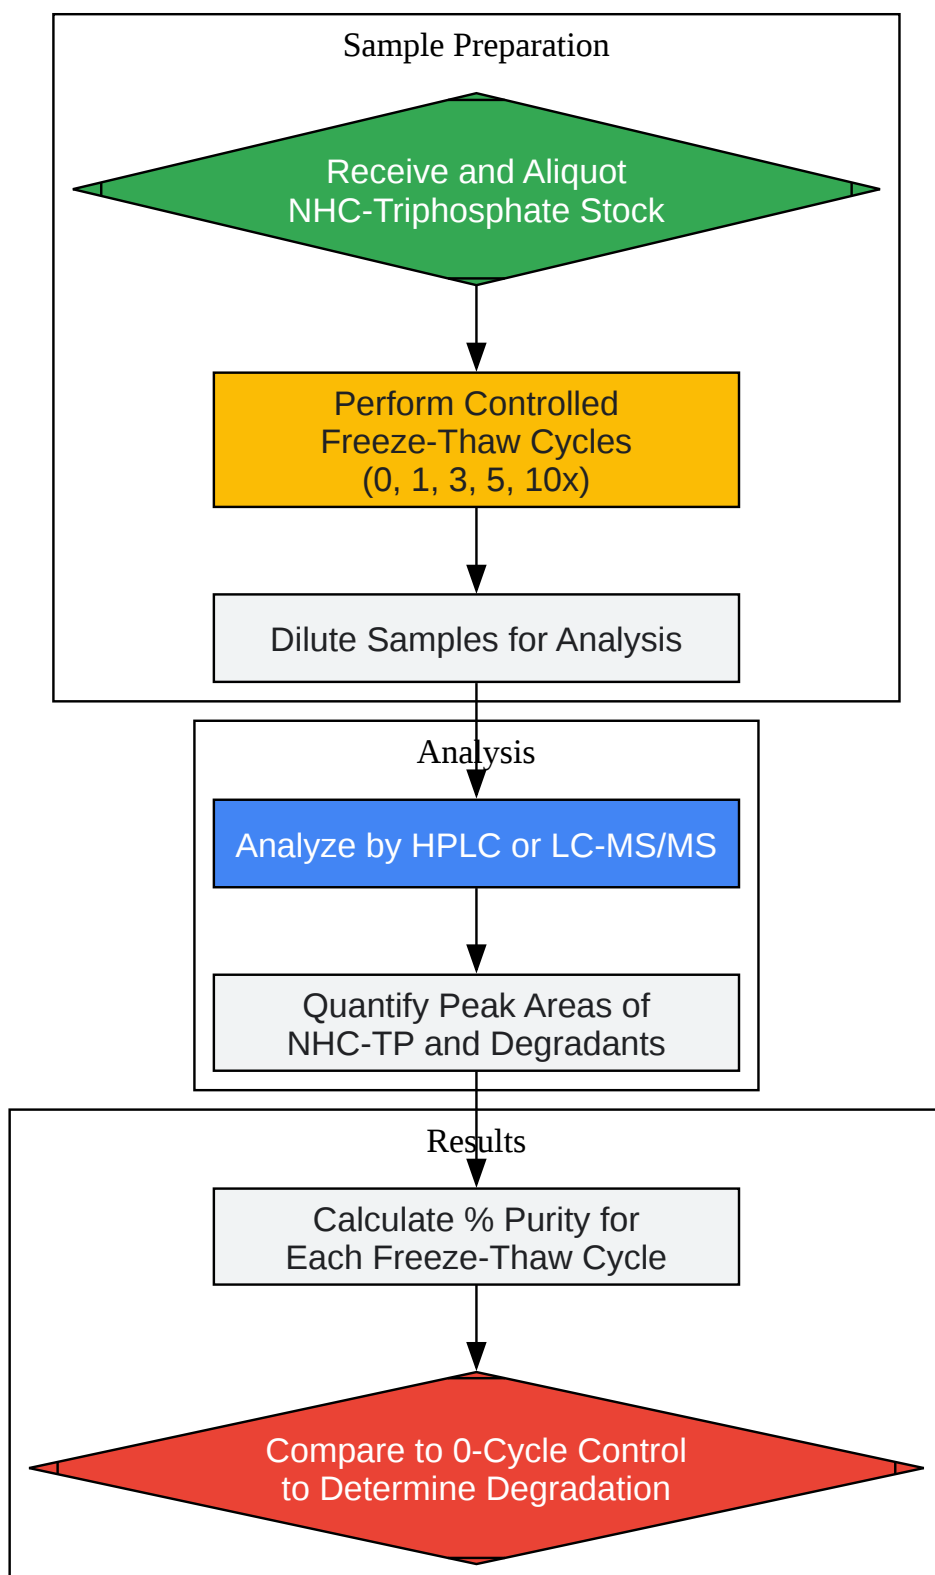 Sample Preparation
Receive and Aliquot
NHC-Triphosphate Stock
Perform Controlled
Freeze-Thaw Cycles
(0, 1, 3, 5, 10x)
Dilute Samples for Analysis
Analysis
Analyze by HPLC or LC-MS/MS
Quantify Peak Areas of
NHC-TP and Degradants
Results
Calculate % Purity for
Each Freeze-Thaw Cycle
Compare to 0-Cycle Control
to Determine Degradation